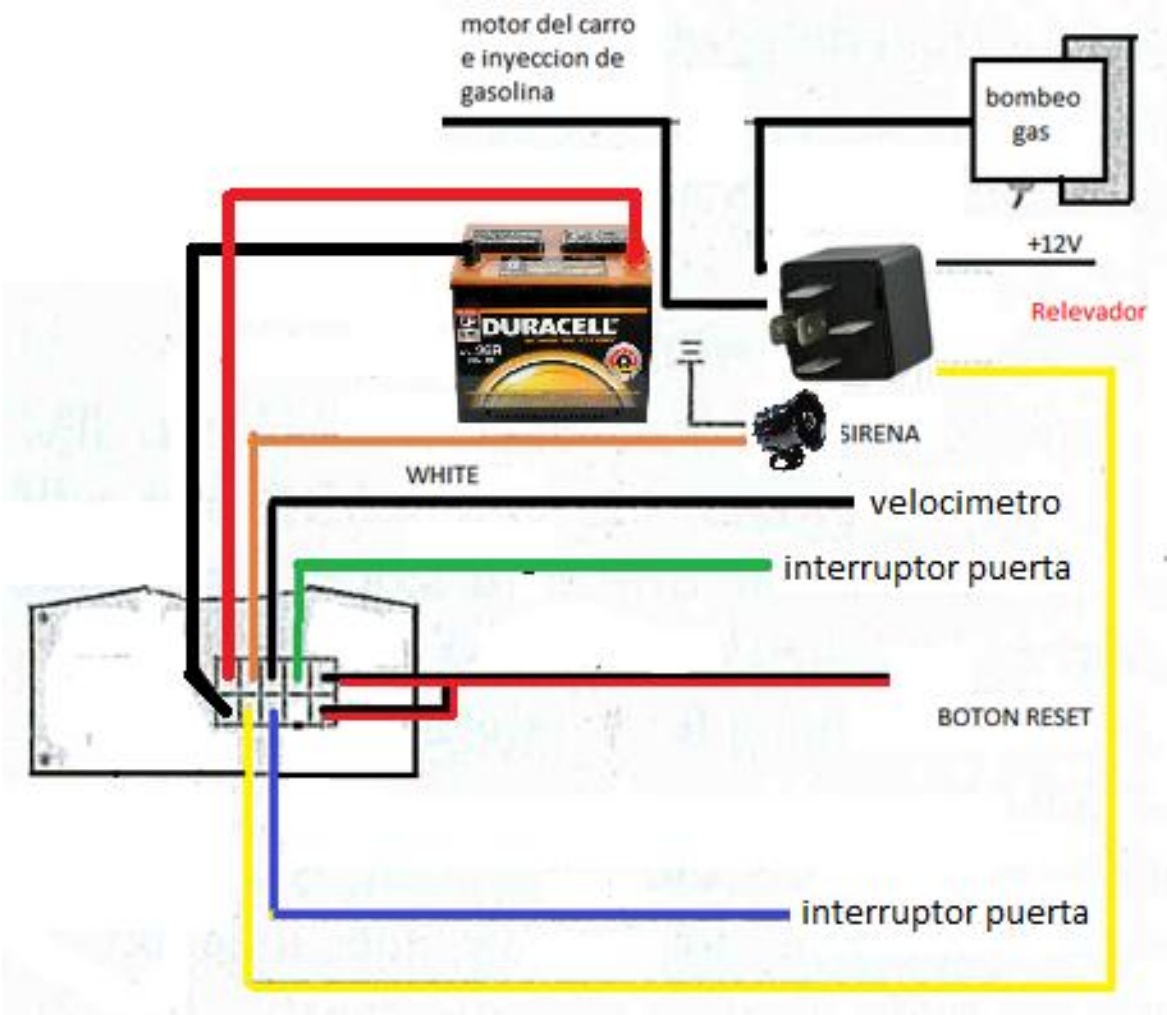 motor del carro
e inyeccion de
gasolina
bombeo
gas
+12V
Relevador
DURACELL
SIRENA
WHITE
velocimetro
interruptor puerta
BOTON RESET
interruptor puerta